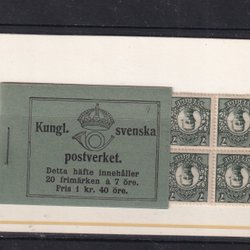 Kungl. svenska
postverket.
Detta häfte innehåller
20 frimärken à 7 öre.
Pris 1 kr. 40 öre.